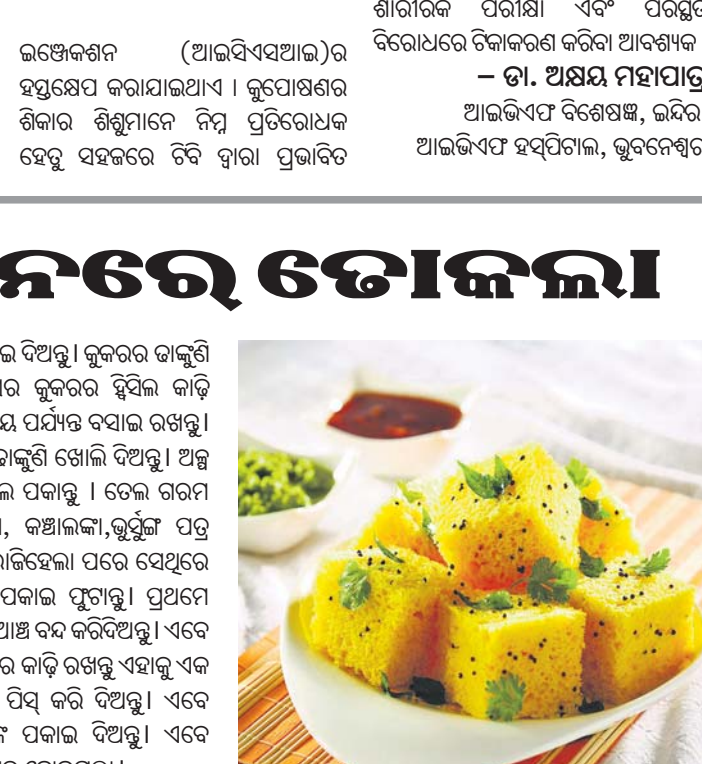 ଇଞ୍ଜେକଶନ (ଆଇସିଏସଆଇ)ର
ହସ୍ତକ୍ଷେପ କରାଯାଇଥାଏ । କୁପୋଷଣର
ଶିକାର ଶିଶୁମାନେ ନିମ୍ନ ପ୍ରତିରୋଧକ
ହେତୁ ସହଜରେ ଟିବି ଦ୍ୱାରା ପ୍ରଭାବିତ
ଶାରୀରିକ ପରୀକ୍ଷା ଏବଂ
ବିରୋଧରେ ଟିକାକରଣ କରିବା ଆବଶ୍ୟକ
– ଡା. ଅକ୍ଷୟ ମହାପାତ୍ର
ଆଇଭିଏଫ ବିଶେଷଜ୍ଞ, ଇନ୍ଦିର
ଆଇଭିଏଫ ହସ୍ପିଟାଲ, ଭୁବନେଶ୍ୱର
ନରେ ଢୋକଲା
ଇ ଦିଅନ୍ତୁ। କୁକରର ଢାଙ୍କୁଣି
ର କୁକରର ହ୍ୱିସିଲ କାଢ଼ି
ୟ ପର୍ଯ୍ୟନ୍ତ ବସାଇ ରଖନ୍ତୁ।
ଢାଙ୍କୁଣି ଖୋଲି ଦିଅନ୍ତୁ। ଅଳ୍ପ
ଲ ପକାନ୍ତୁ । ତେଲ ଗରମ
, କଞ୍ଚାଲଙ୍କା,ଭୁର୍ସୁଙ୍ଗ ପତ୍ର
ଭାଜିହେଲା ପରେ ସେଥିରେ
ପକାଇ ଫୁଟାନ୍ତୁ। ପ୍ରଥମେ
ଆଞ୍ଚ ବନ୍ଦ କରିଦିଅନ୍ତୁ। ଏବେ
ର କାଢ଼ି ରଖନ୍ତୁ ଏହାକୁ ଏକ
ପିସ୍ କରି ଦିଅନ୍ତୁ। ଏବେ
ପକାଇ ଦିଅନ୍ତୁ। ଏବେ